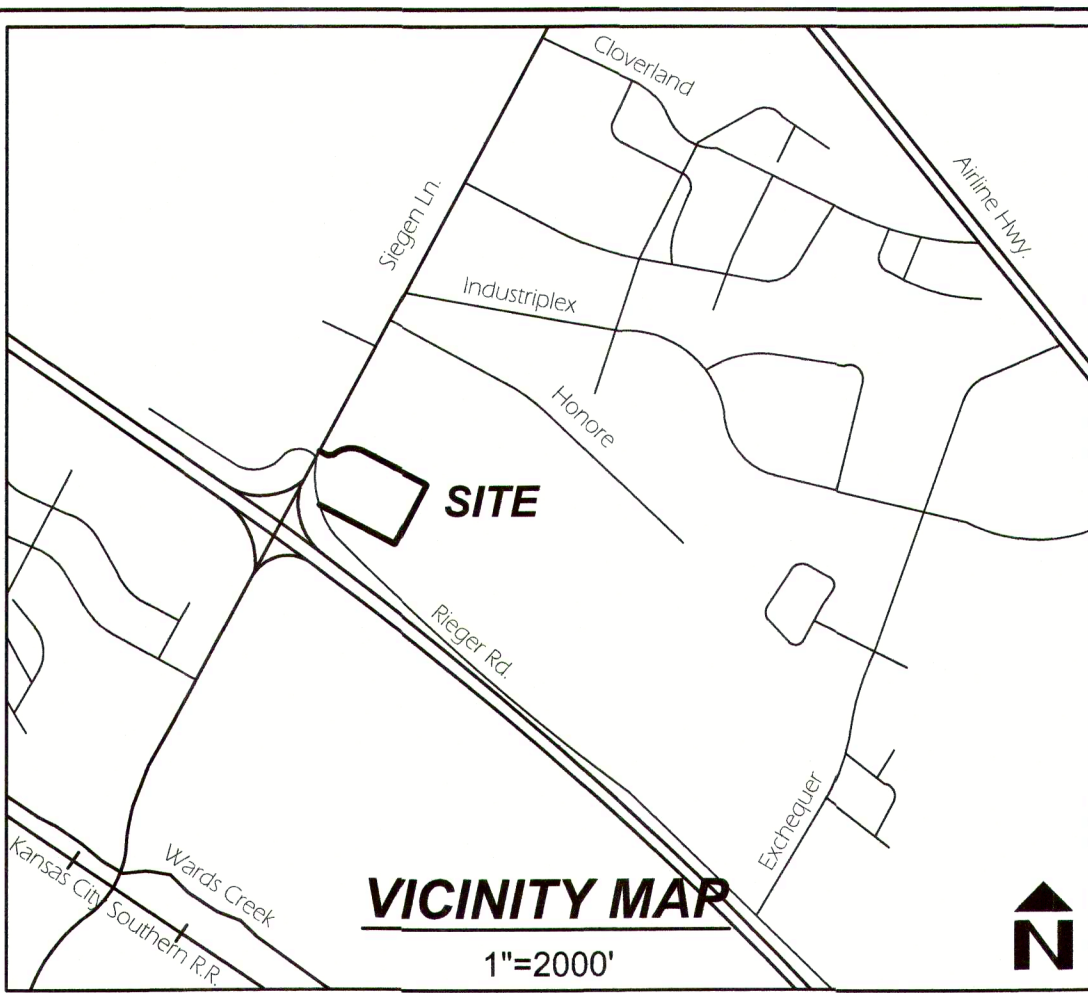 Cloverland
Airline Hwy.
Siegen Ln.
Industriplex
Honore
SITE
Rieger Rd.
Exchequer
Wards Creek
Kansas City Southern R.R.
VICINITY MAP
1"=2000'
N